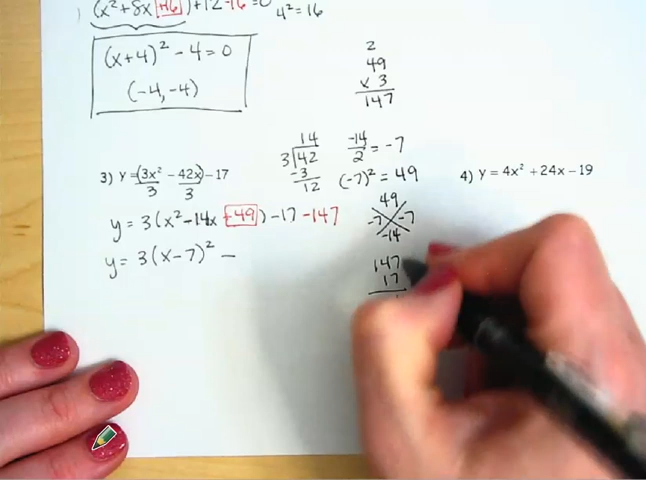 (x² + 8x +16) + 12 -16 = 0 4² = 16
(x+4)² - 4 = 0
(-4, -4)
2
49
x 3
147
3) y = (3x² - 42x) - 17
3 3
14
3)42
-3
12
-14/2 = -7
(-7)² = 49
4) y = 4x² + 24x - 19
y = 3(x² - 14x +49) - 17 - 147
49
-7 -7
-14
y = 3(x-7)² -
147
17